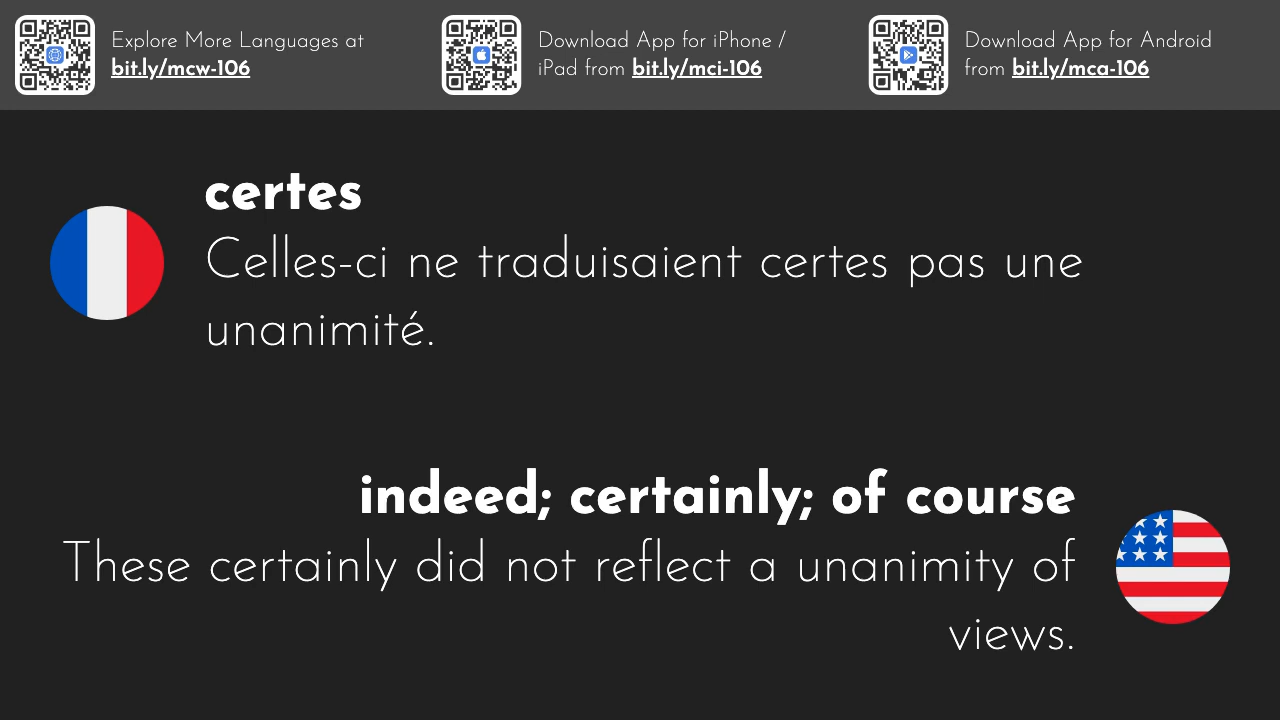 Explore More Languages at
bit.ly/mcw-106
Download App for iPhone /
iPad from bit.ly/mci-106
Download App for Android
from bit.ly/mca-106
certes
Celles-ci ne traduisaient certes pas une
unanimité.
indeed; certainly; of course
These certainly did not reflect a unanimity of
views.